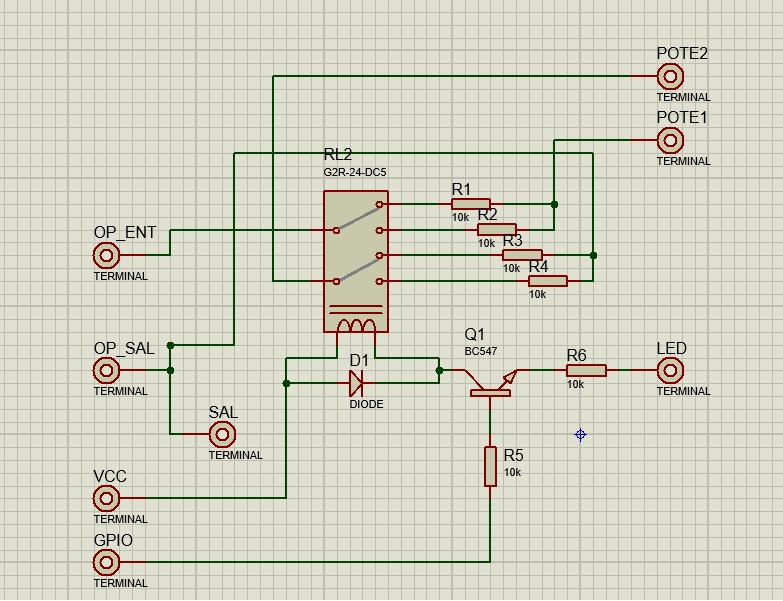 POTE2
TERMINAL
POTE1
TERMINAL
RL2
G2R-24-DC5
R1
10k
R2
10k
R3
10k
R4
10k
OP_ENT
TERMINAL
OP_SAL
TERMINAL
D1
DIODE
Q1
BC547
R6
10k
LED
TERMINAL
SAL
TERMINAL
R5
10k
VCC
TERMINAL
GPIO
TERMINAL